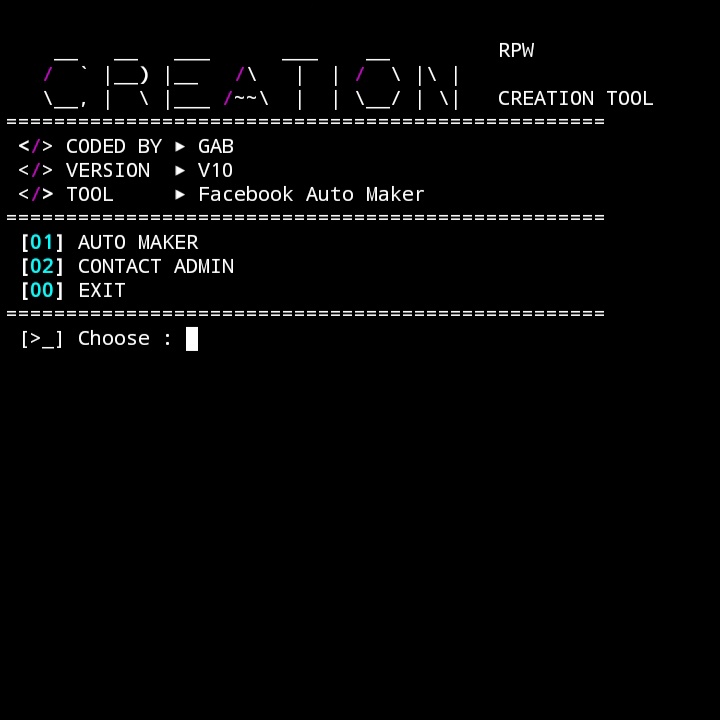 CREATION RPW
CREATION TOOL
==================================================
</> CODED BY ► GAB
</> VERSION ► V10
</> TOOL ► Facebook Auto Maker
==================================================
[01] AUTO MAKER
[02] CONTACT ADMIN
[00] EXIT
==================================================
[>_] Choose :